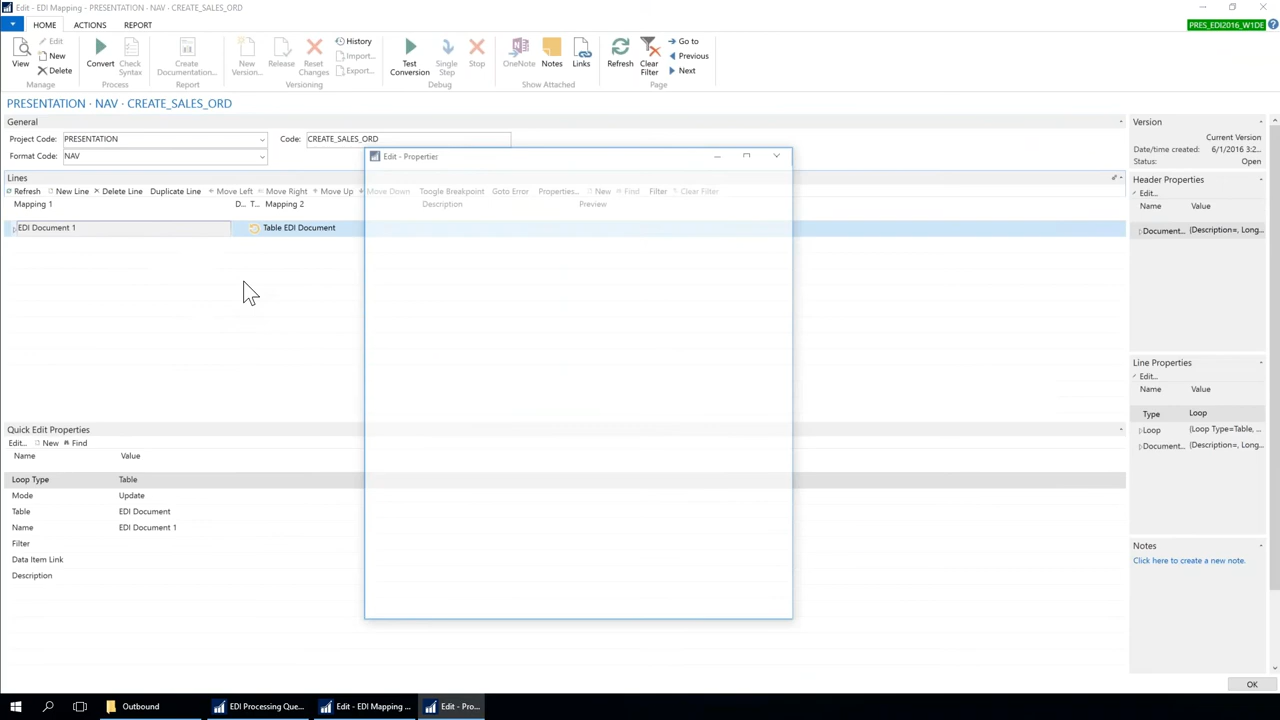 Edit - EDI Mapping - PRESENTATION · NAV · CREATE_SALES_ORD
HOME ACTIONS REPORT
PRES_EDI2016_W1DE
View
Edit
New
Delete
Manage
Convert
Check Syntax
Process
Create Documentation...
Report
New Version...
Release
Reset Changes
History
Import...
Export...
Versioning
Test Conversion
Single Step
Stop
Debug
OneNote
Notes
Links
Show Attached
Refresh
Clear Filter
Go to
Previous
Next
Page
PRESENTATION · NAV · CREATE_SALES_ORD
General
Project Code: PRESENTATION
Code: CREATE_SALES_ORD
Format Code: NAV
Edit - Properties
Lines
Refresh New Line Delete Line Duplicate Line Move Left Move Right Move Up Move Down Toogle Breakpoint Goto Error Properties... New Find Filter Clear Filter
Mapping 1 D... T... Mapping 2 Description Preview
EDI Document 1 Table EDI Document
Quick Edit Properties
Edit... New Find
Name Value
Loop Type Table
Mode Update
Table EDI Document
Name EDI Document 1
Filter
Data Item Link
Description
Version
Current Version
Date/time created: 6/1/2016 3:2...
Status: Open
Header Properties
Edit...
Name Value
Document... (Description=, Long...
Line Properties
Edit...
Name Value
Type Loop
Loop (Loop Type=Table, ...
Document... (Description=, Long...
Notes
Click here to create a new note.
OK
Outbound
EDI Processing Que...
Edit - EDI Mapping ...
Edit - Pro...